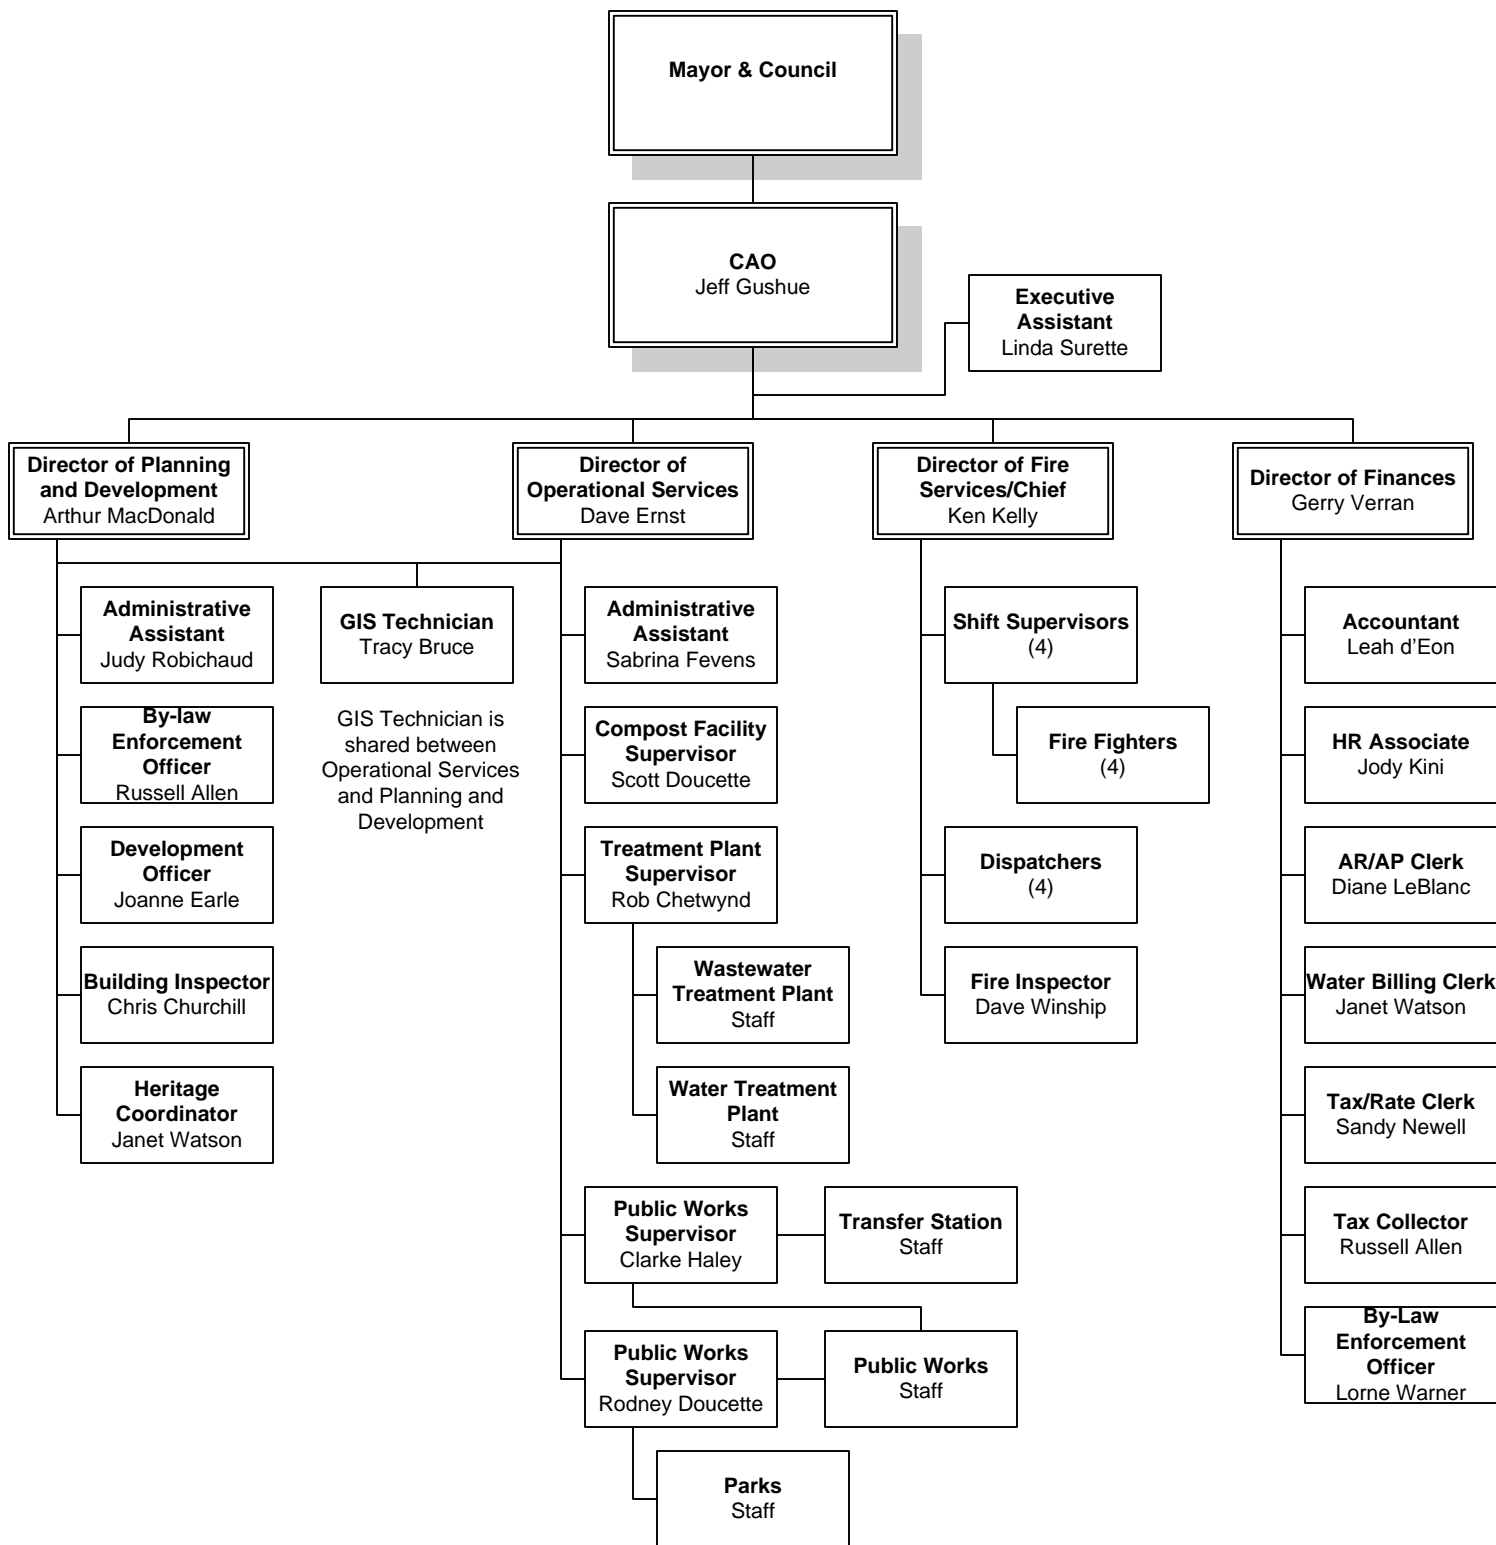 Mayor & Council
CAO
Jeff Gushue
Executive
Assistant
Linda Surette
Director of Planning
and Development
Arthur MacDonald
Director of
Operational Services
Dave Ernst
Director of Fire
Services/Chief
Ken Kelly
Director of Finances
Gerry Verran
Administrative
Assistant
Judy Robichaud
By-law
Enforcement
Officer
Russell Allen
Development
Officer
Joanne Earle
Building Inspector
Chris Churchill
Heritage
Coordinator
Janet Watson
GIS Technician
Tracy Bruce
GIS Technician is
shared between
Operational Services
and Planning and
Development
Administrative
Assistant
Sabrina Fevens
Compost Facility
Supervisor
Scott Doucette
Treatment Plant
Supervisor
Rob Chetwynd
Wastewater
Treatment Plant
Staff
Water Treatment
Plant
Staff
Public Works
Supervisor
Clarke Haley
Transfer Station
Staff
Public Works
Supervisor
Rodney Doucette
Public Works
Staff
Parks
Staff
Shift Supervisors
(4)
Fire Fighters
(4)
Dispatchers
(4)
Fire Inspector
Dave Winship
Accountant
Leah d’Eon
HR Associate
Jody Kini
AR/AP Clerk
Diane LeBlanc
Water Billing Clerk
Janet Watson
Tax/Rate Clerk
Sandy Newell
Tax Collector
Russell Allen
By-Law
Enforcement
Officer
Lorne Warner